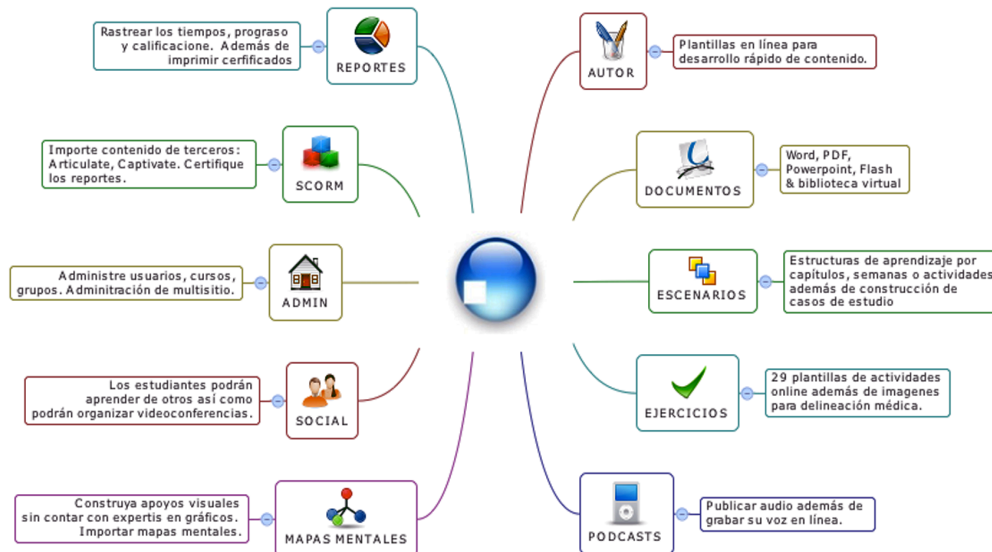 Rastrear los tiempos, prograso
y calificacione. Además de
imprimir cerfificados
REPORTES
Importe contenido de terceros:
Articulate, Captivate. Certifique
los reportes.
SCORM
Administre usuarios, cursos,
grupos. Adminitración de multisitio.
ADMIN
Los estudiantes podrán
aprender de otros así como
podrán organizar videoconferencias.
SOCIAL
Construya apoyos visuales
sin contar con expertis en gráficos.
Importar mapas mentales.
MAPAS MENTALES
AUTOR
Plantillas en línea para
desarrollo rápido de contenido.
DOCUMENTOS
Word, PDF,
Powerpoint, Flash
& biblioteca virtual
ESCENARIOS
Estructuras de aprendizaje por
capítulos, semanas o actividades
además de construcción de
casos de estudio
EJERCICIOS
29 plantillas de actividades
online además de imagenes
para delineación médica.
PODCASTS
Publicar audio además de
grabar su voz en línea.